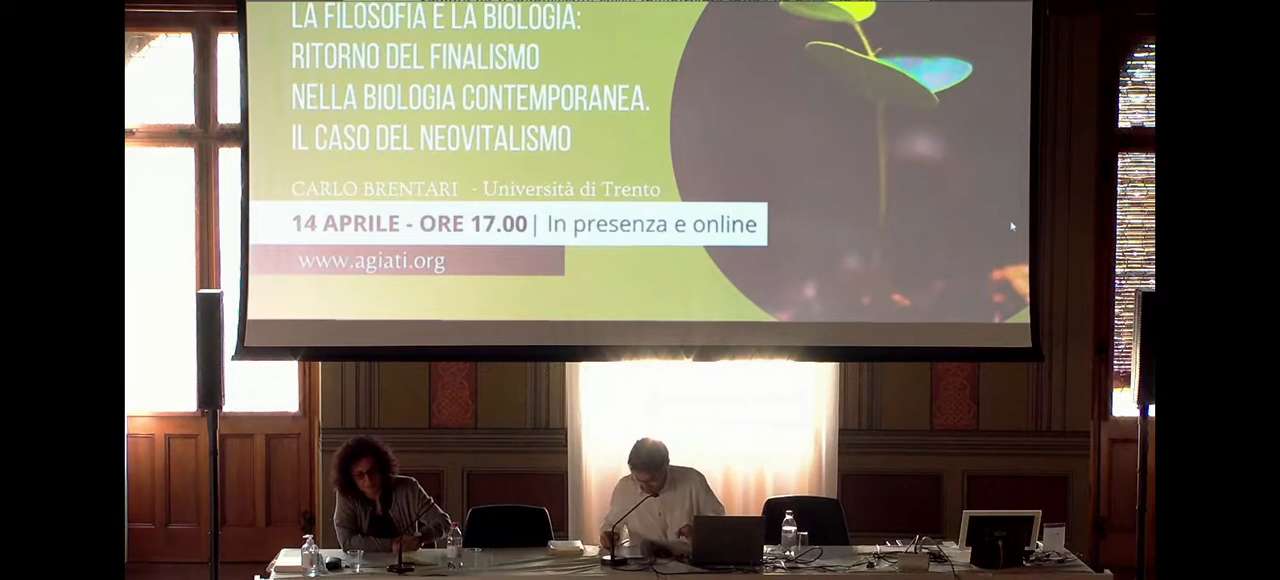 LA FILOSOFIA E LA BIOLOGIA:
RITORNO DEL FINALISMO
NELLA BIOLOGIA CONTEMPORANEA.
IL CASO DEL NEOVITALISMO
CARLO BRENTARI - Università di Trento
14 APRILE - ORE 17.00| In presenza e online
www.agiati.org